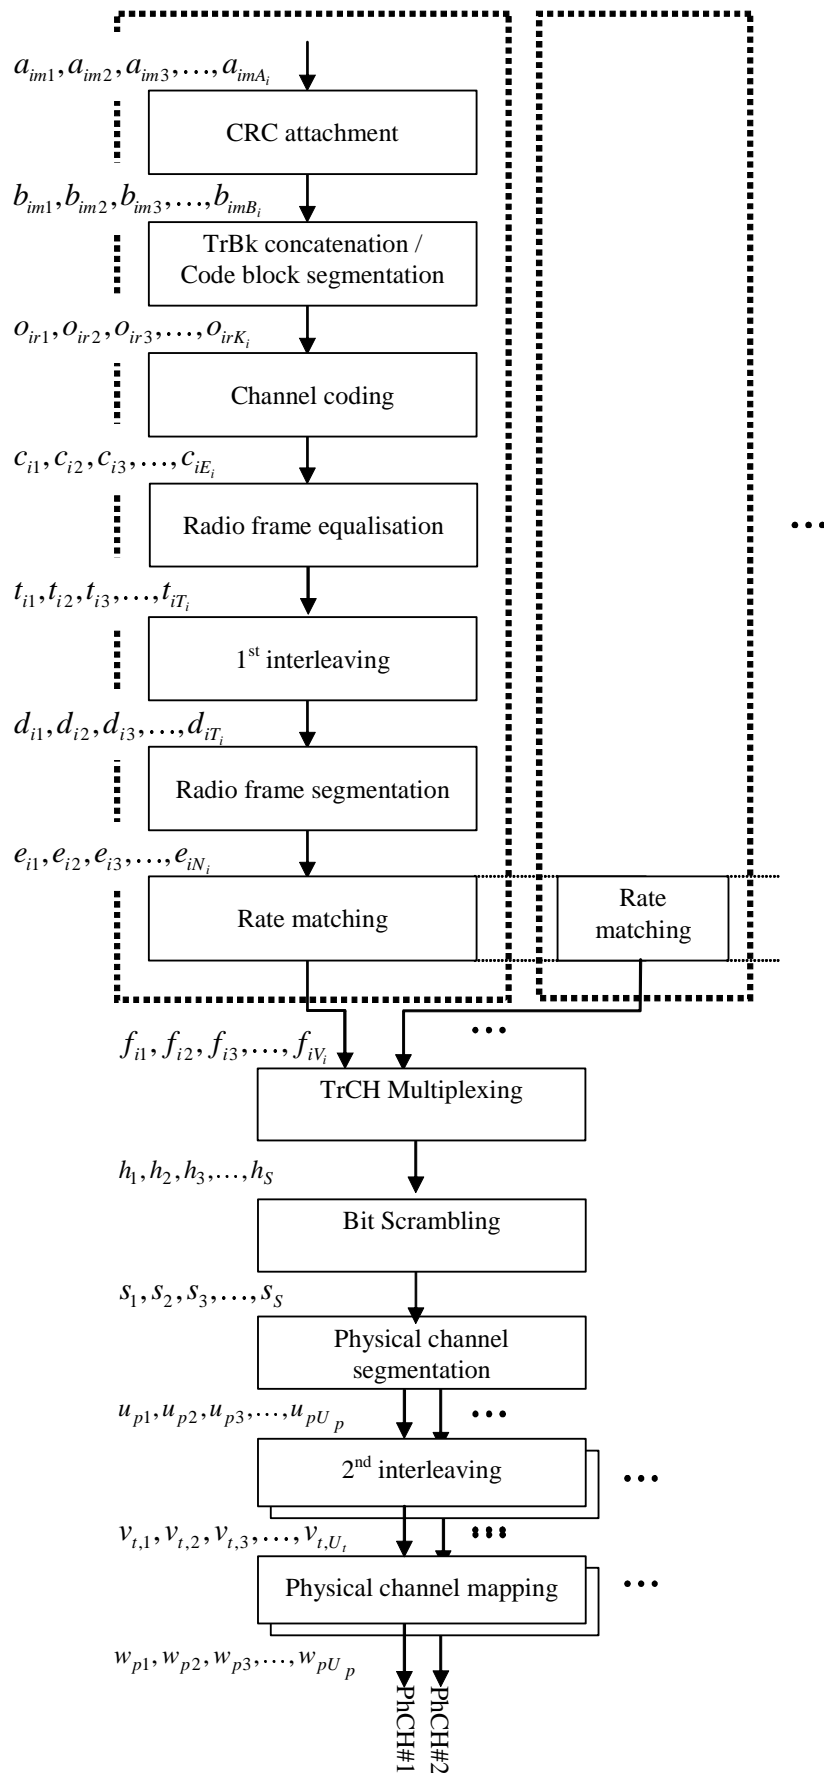 a_{im1}, a_{im2}, a_{im3}, ..., a_{imA_i}
CRC attachment
b_{im1}, b_{im2}, b_{im3}, ..., b_{imB_i}
TrBk concatenation /
Code block segmentation
o_{ir1}, o_{ir2}, o_{ir3}, ..., o_{irK_i}
Channel coding
c_{i1}, c_{i2}, c_{i3}, ..., c_{iE_i}
Radio frame equalisation
...
t_{i1}, t_{i2}, t_{i3}, ..., t_{iT_i}
1^{st} interleaving
d_{i1}, d_{i2}, d_{i3}, ..., d_{iT_i}
Radio frame segmentation
e_{i1}, e_{i2}, e_{i3}, ..., e_{iN_i}
Rate matching
Rate
matching
...
f_{i1}, f_{i2}, f_{i3}, ..., f_{iV_i}
TrCH Multiplexing
h_1, h_2, h_3, ..., h_S
Bit Scrambling
s_1, s_2, s_3, ..., s_S
Physical channel
segmentation
u_{p1}, u_{p2}, u_{p3}, ..., u_{pU_p}
...
2^{nd} interleaving
...
v_{t,1}, v_{t,2}, v_{t,3}, ..., v_{t,U_t}
...
Physical channel mapping
...
w_{p1}, w_{p2}, w_{p3}, ..., w_{pU_p}
PhCH#1
PhCH#2